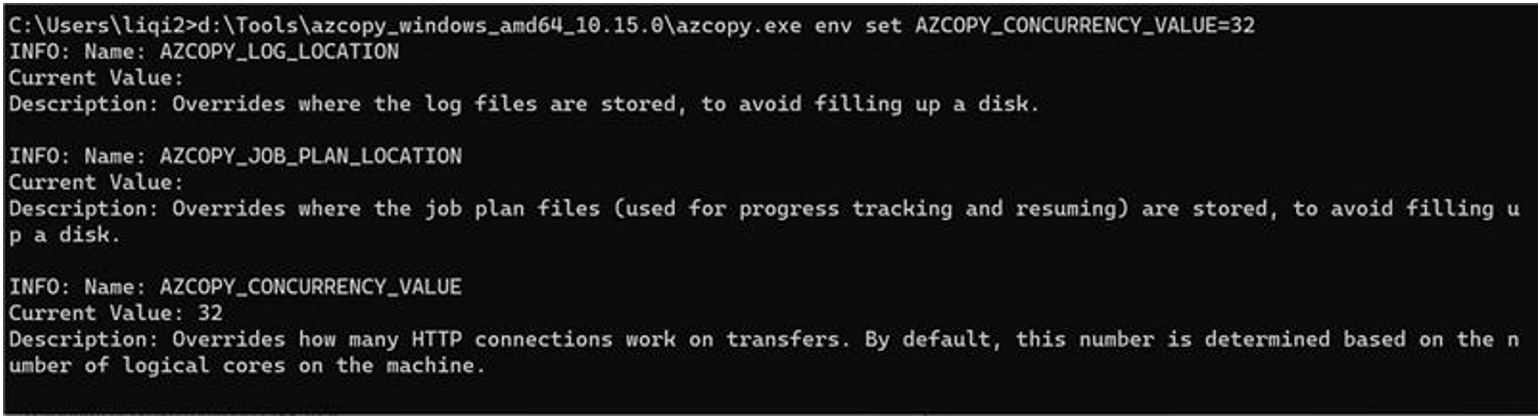 C:\Users\liqi2>d:\Tools\azcopy_windows_amd64_10.15.0\azcopy.exe env set AZCOPY_CONCURRENCY_VALUE=32
INFO: Name: AZCOPY_LOG_LOCATION
Current Value:
Description: Overrides where the log files are stored, to avoid filling up a disk.

INFO: Name: AZCOPY_JOB_PLAN_LOCATION
Current Value:
Description: Overrides where the job plan files (used for progress tracking and resuming) are stored, to avoid filling u
p a disk.

INFO: Name: AZCOPY_CONCURRENCY_VALUE
Current Value: 32
Description: Overrides how many HTTP connections work on transfers. By default, this number is determined based on the n
umber of logical cores on the machine.